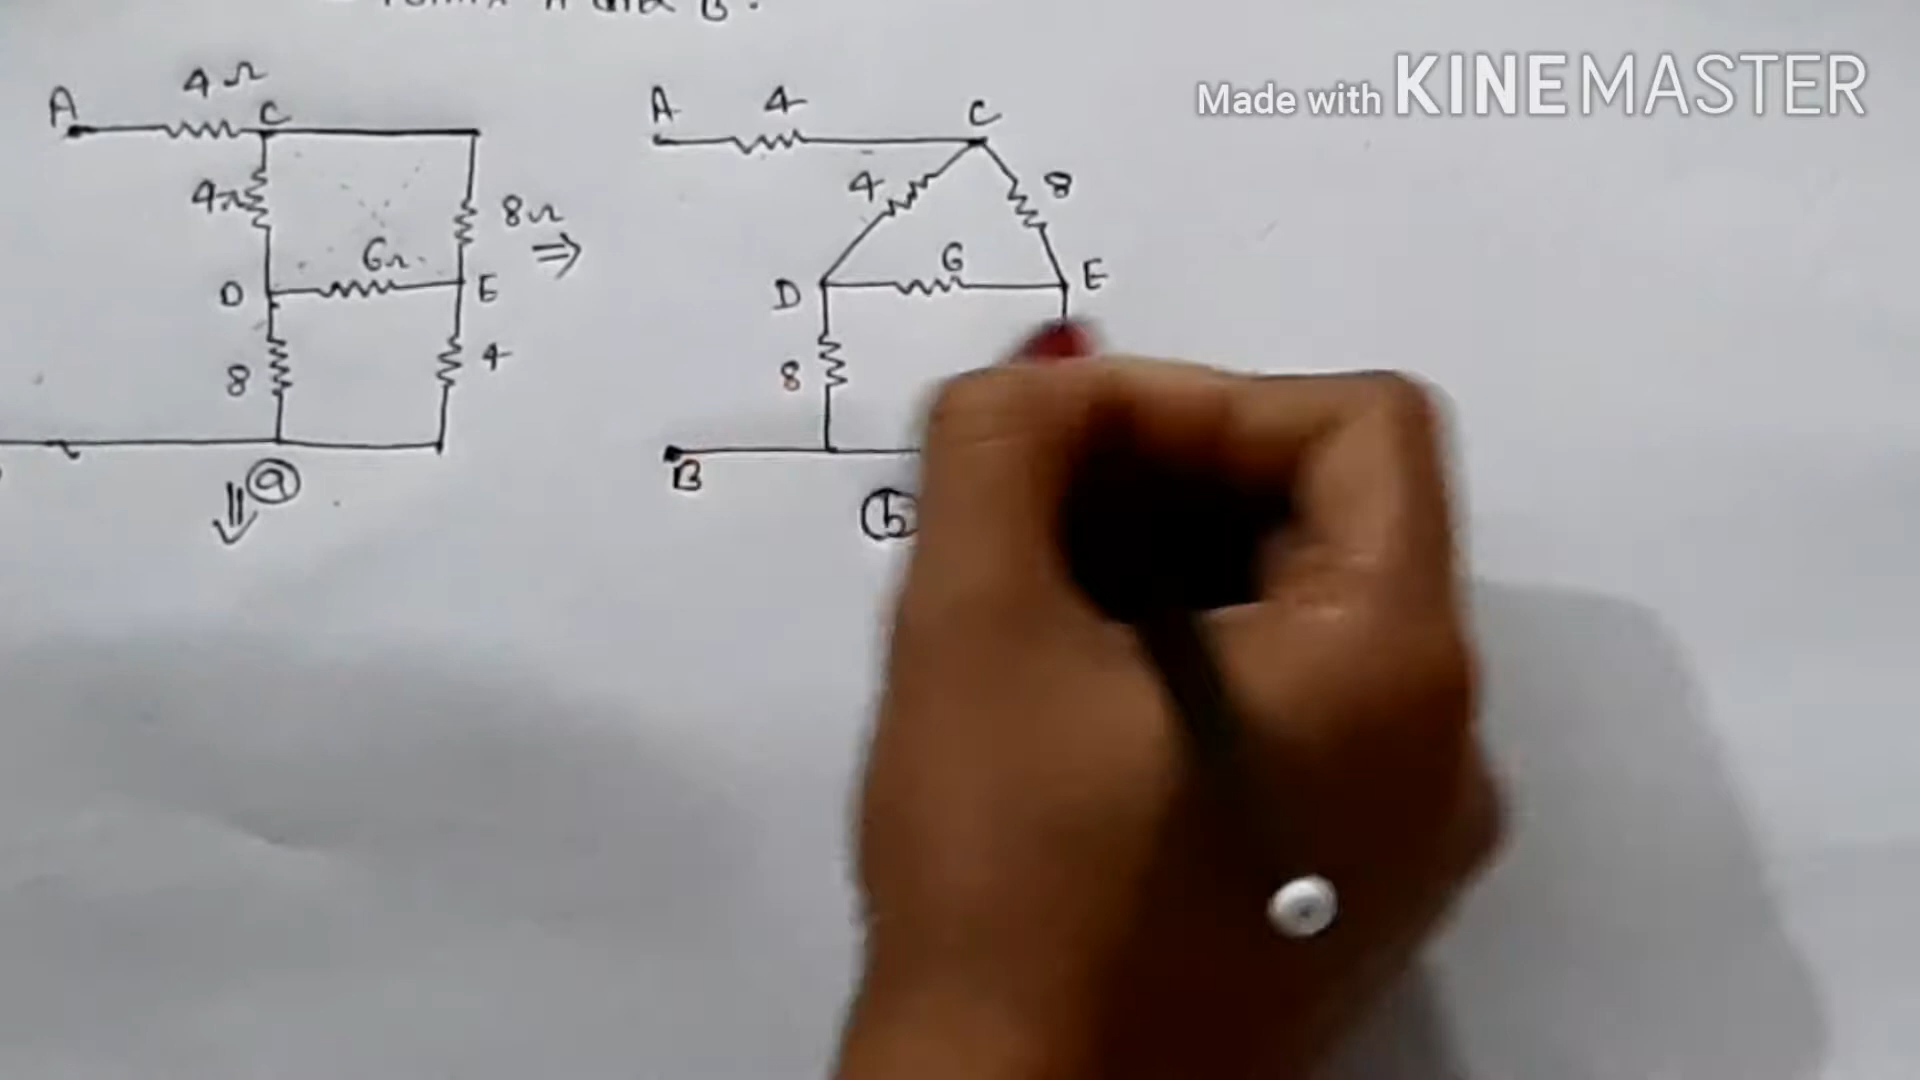 B.
Made with KINEMASTER
A 4Ω C
4Ω
8Ω ⇒
D 6Ω E
8
4
ⓐ
⇓
A 4 C
4
8
D 6 E
8
B
ⓑ